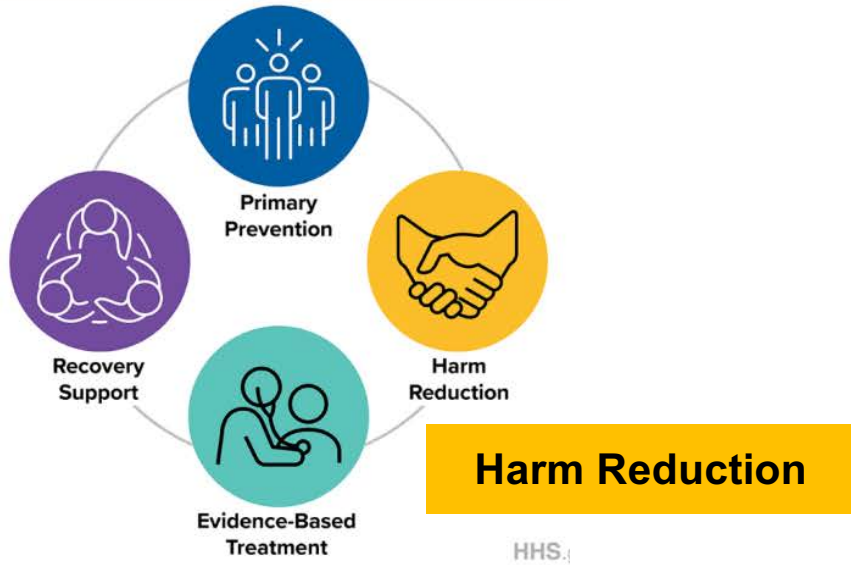 Primary
Prevention
Recovery
Support
Harm
Reduction
Evidence-Based
Treatment
Harm Reduction
HHS.